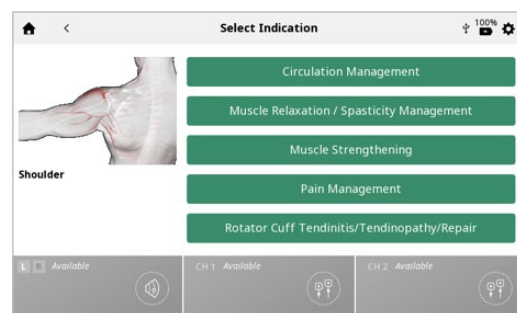 Select Indication
100%
Circulation Management
Muscle Relaxation / Spasticity Management
Muscle Strengthening
Shoulder
Pain Management
Rotator Cuff Tendinitis/Tendinopathy/Repair
L R Available
CH 1 Available
CH 2 Available